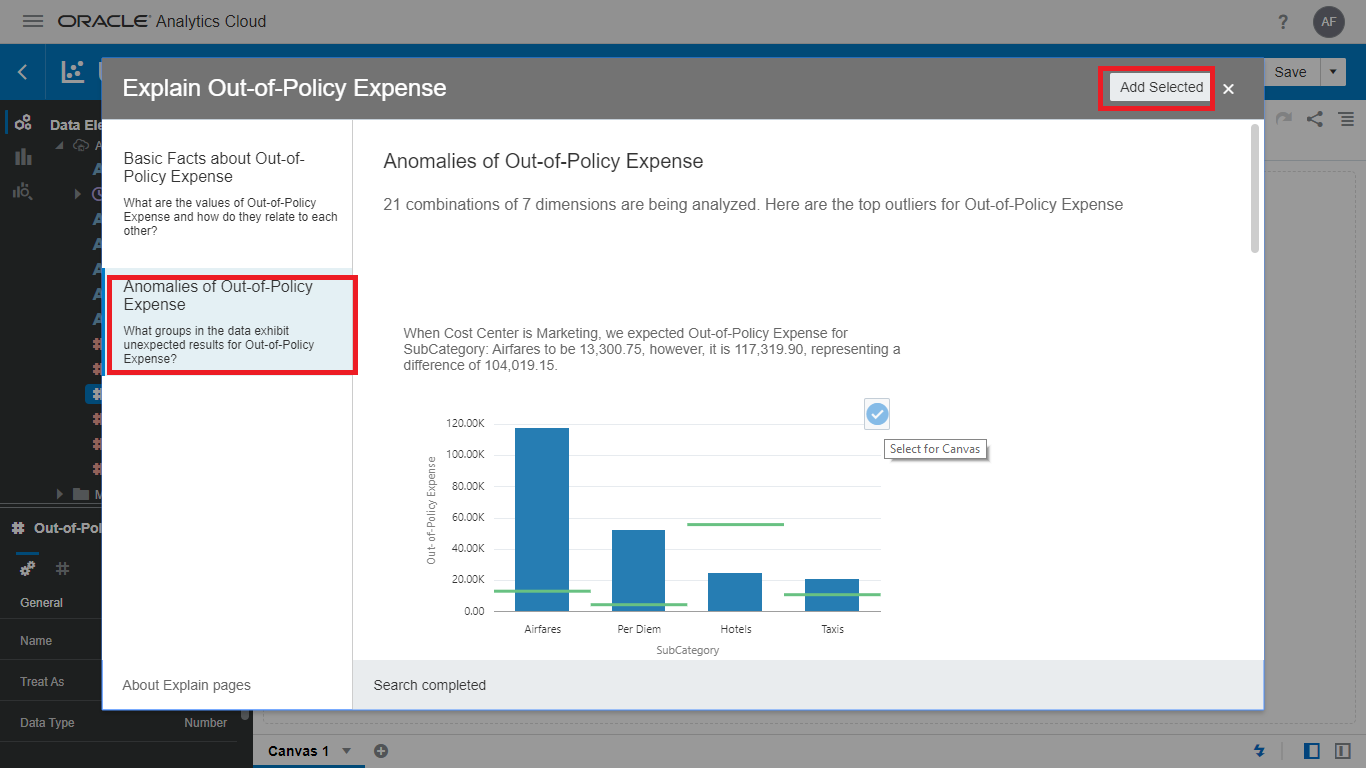 ORACLE Analytics Cloud
?
AF
Save
Explain Out-of-Policy Expense
Add Selected
Data Ele
Basic Facts about Out-of-
Policy Expense
What are the values of Out-of-Policy
Expense and how do they relate to each
other?
Anomalies of Out-of-Policy
Expense
What groups in the data exhibit
unexpected results for Out-of-Policy
Expense?
About Explain pages
Anomalies of Out-of-Policy Expense
21 combinations of 7 dimensions are being analyzed. Here are the top outliers for Out-of-Policy Expense
When Cost Center is Marketing, we expected Out-of-Policy Expense for
SubCategory: Airfares to be 13,300.75, however, it is 117,319.90, representing a
difference of 104,019.15.
Select for Canvas
Out-of-Policy Expense
120.00K
100.00K
80.00K
60.00K
40.00K
20.00K
0.00
Airfares Per Diem Hotels Taxis
SubCategory
Search completed
# Out-of-Pol
General
Name
Treat As
Data Type Number
Canvas 1